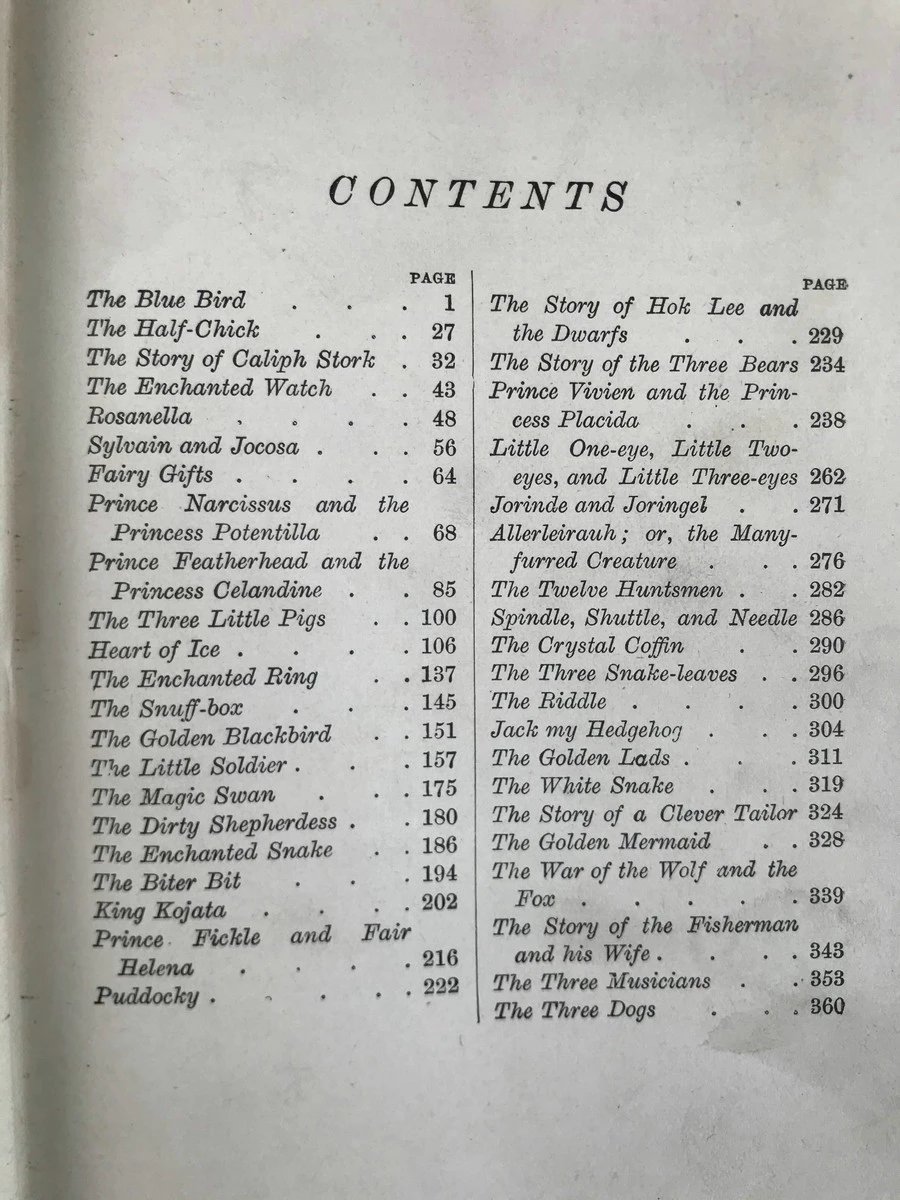 CONTENTS
PAGE
The Blue Bird . . . 1
The Half-Chick . . . 27
The Story of Caliph Stork . 32
The Enchanted Watch . . 43
Rosanella . . . . 48
Sylvain and Jocosa . . . 56
Fairy Gifts . . . . 64
Prince Narcissus and the
Princess Potentilla . . 68
Prince Featherhead and the
Princess Celandine . . 85
The Three Little Pigs . . 100
Heart of Ice . . . . 106
The Enchanted Ring . . 137
The Snuff-box . . . 145
The Golden Blackbird . . 151
The Little Soldier . . . 157
The Magic Swan . . . 175
The Dirty Shepherdess . . 180
The Enchanted Snake . . 186
The Biter Bit . . . 194
King Kojata . . . . 202
Prince Fickle and Fair
Helena . . . . 216
Puddocky . . . . . 222
PAGE
The Story of Hok Lee and
the Dwarfs . . . 229
The Story of the Three Bears 234
Prince Vivien and the Prin-
cess Placida . . . 238
Little One-eye, Little Two-
eyes, and Little Three-eyes 262
Jorinde and Joringel . . 271
Allerleirauh; or, the Many-
furred Creature . . . 276
The Twelve Huntsmen . . 282
Spindle, Shuttle, and Needle 286
The Crystal Coffin . . 290
The Three Snake-leaves . . 296
The Riddle . . . . 300
Jack my Hedgehog . . . 304
The Golden Lads . . . 311
The White Snake . . . 319
The Story of a Clever Tailor 324
The Golden Mermaid . . 328
The War of the Wolf and the
Fox . . . . . 339
The Story of the Fisherman
and his Wife . . . . 343
The Three Musicians . . 353
The Three Dogs . . . 360